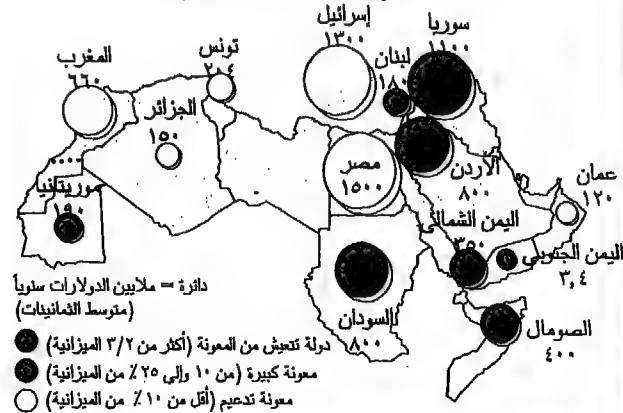 إسرائيل
١٣٠٠
سوريا
١١٠٠
لبنان
١٨٠
تونس
٢٠٤
المغرب
٦٦٠
الجزائر
١٥٠
موريتانيا
١٩٠
مصر
١٥٠٠
الأردن
٨٠٠
عمان
١٢٠
اليمن الشمالى
٣٥٠
اليمن الجنوبي
٣,٤
السودان
٨٠٠
الصومال
٤٠٠
دائرة = ملايين الدولارات سنوياً
(متوسط الثمانينات)
دولة تتعيش من المعونة (أكثر من ٣/٢ الميزانية)
معونة كبيرة (من ١٠ وإلى ٢٥ ٪ من الميزانية)
معونة تدعيم (أقل من ١٠ ٪ من الميزانية)